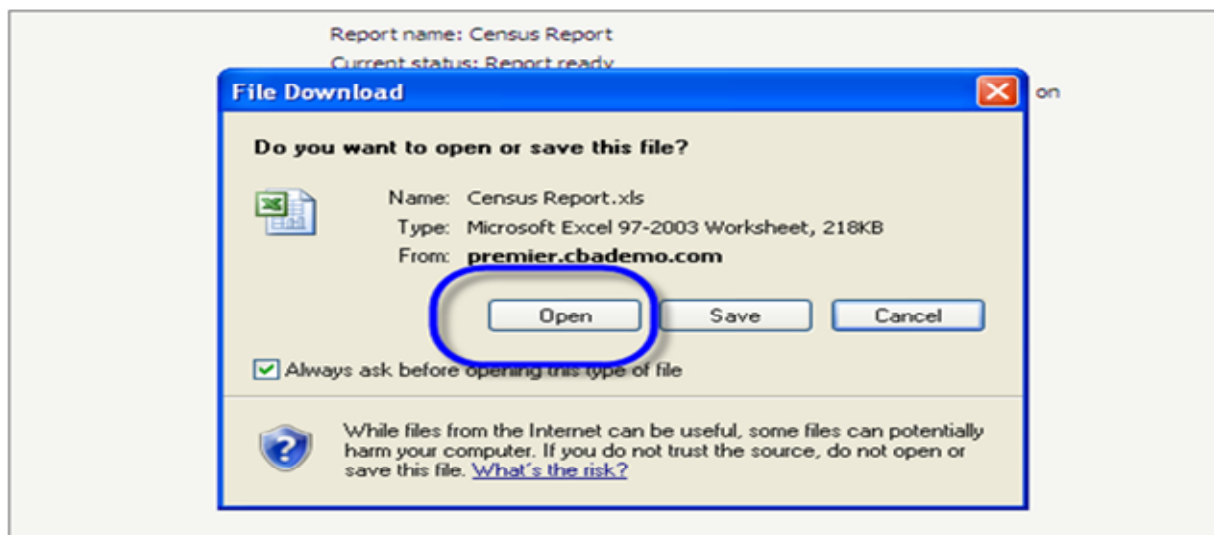 Report name: Census Report
Current status: Report ready
on
File Download
Do you want to open or save this file?
Name: Census Report.xls
Type: Microsoft Excel 97-2003 Worksheet, 218KB
From: premier.cbademo.com
Open Save Cancel
Always ask before opening this type of file
While files from the Internet can be useful, some files can potentially
harm your computer. If you do not trust the source, do not open or
save this file. What's the risk?